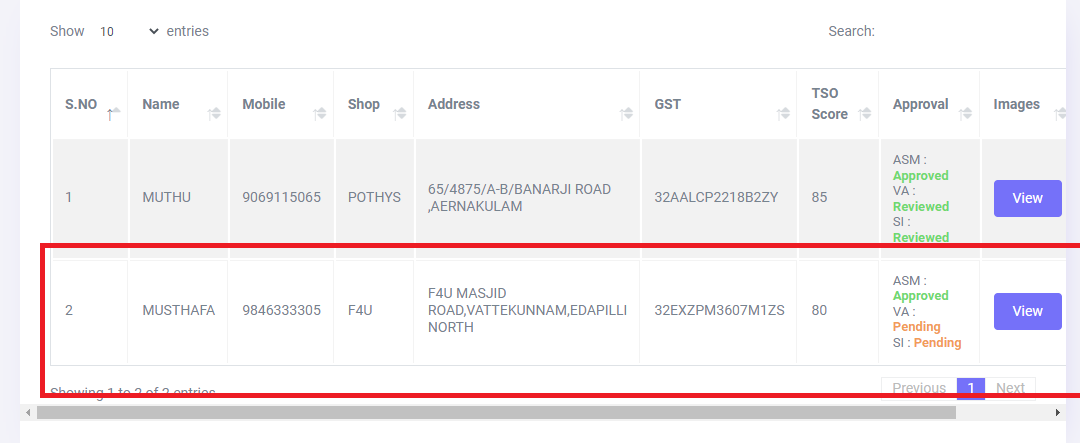 Show 10 entries
Search:
S.NO Name Mobile Shop Address GST TSO Score Approval Images
1 MUTHU 9069115065 POTHYS 65/4875/A-B/BANARJI ROAD
,AERNAKULAM
32AALCP2218B2ZY 85
ASM :
Approved
VA :
Reviewed
SI :
Reviewed
View
2 MUSTHAFA 9846333305 F4U F4U MASJID
ROAD,VATTEKUNNAM,EDAPILLI
NORTH
32EXZPM3607M1ZS 80
ASM :
Approved
VA :
Pending
SI : Pending
View
Showing 1 to 2 of 2 entries
Previous 1 Next